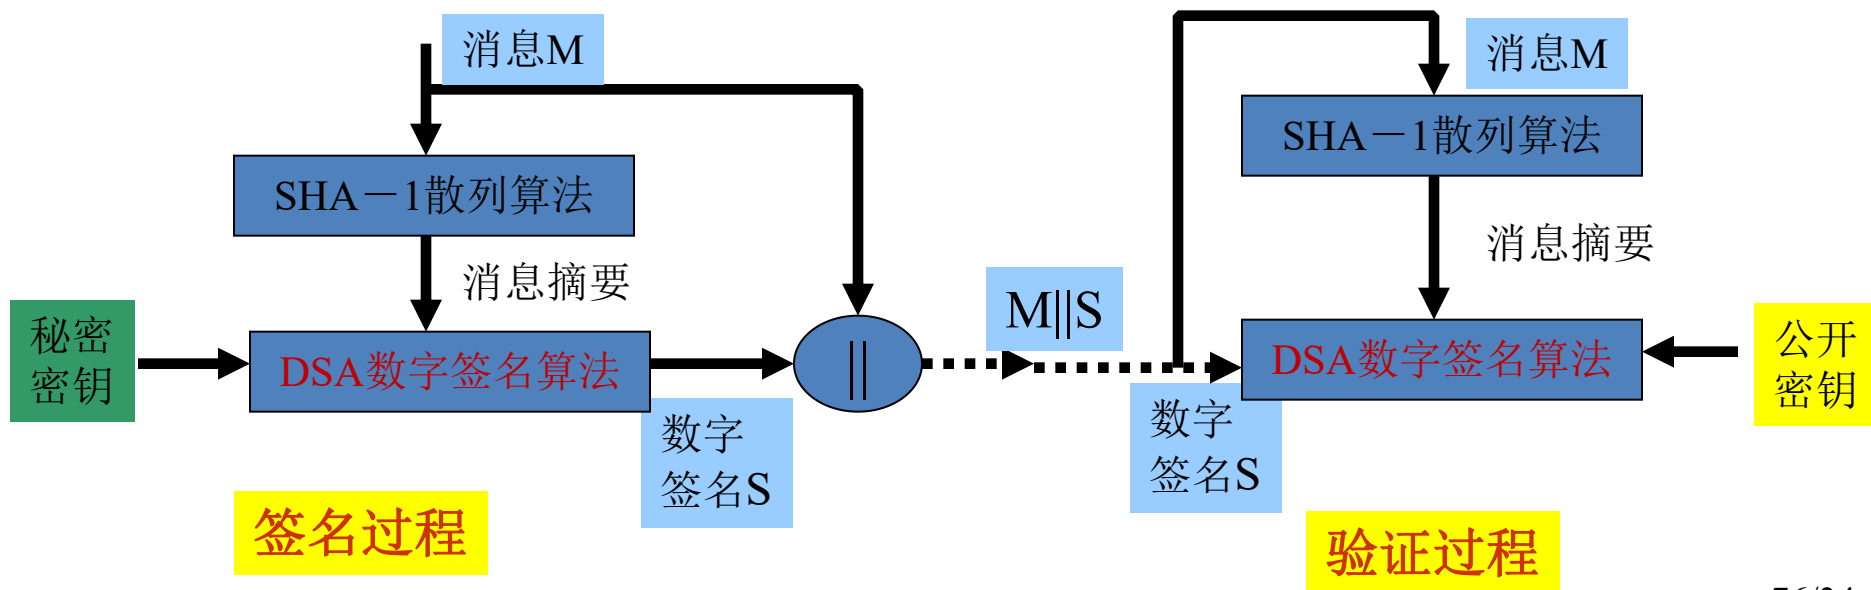 消息M
SHA－1散列算法
消息摘要
秘密
密钥
DSA数字签名算法
||
数字
签名S
签名过程
M||S
消息M
SHA－1散列算法
消息摘要
DSA数字签名算法
公开
密钥
数字
签名S
验证过程